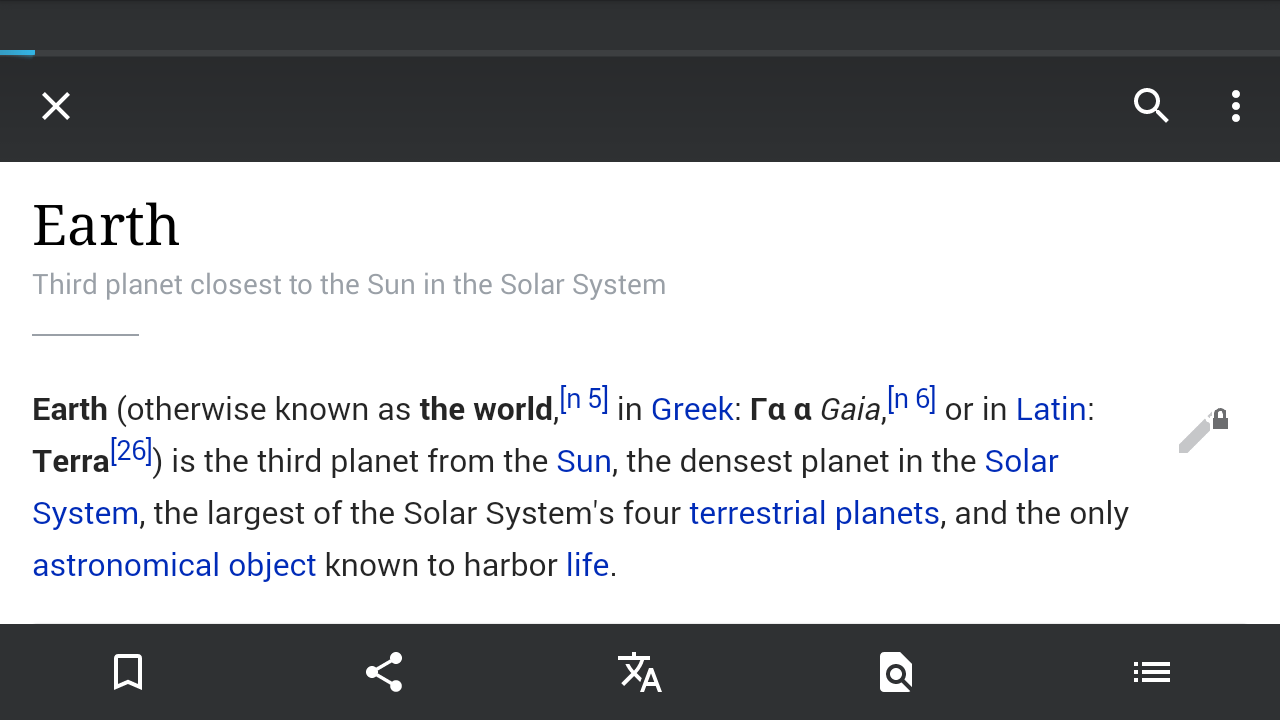 Earth
Third planet closest to the Sun in the Solar System
Earth (otherwise known as the world,[n 5] in Greek: Γα α Gaia,[n 6] or in Latin:
Terra[26]) is the third planet from the Sun, the densest planet in the Solar
System, the largest of the Solar System's four terrestrial planets, and the only
astronomical object known to harbor life.